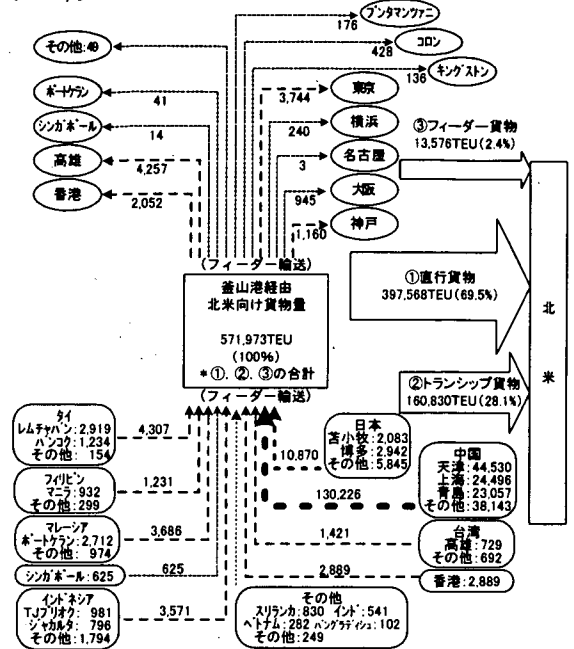 176
プンタマンツァニ
その他:49
428
コロン
136
キングストン
ポートケラン
41
3,744
東京
シンガポール
14
240
横浜
③フィーダー貨物
13,576TEU(2.4%)
高雄
4,257
3
名古屋
香港
2,052
945
大阪
1,160
神戸
(フィーダー輸送)
釜山港経由
北米向け貨物量
571,973TEU
(100%)
*①、②、③の合計
(フィーダー輸送)
①直行貨物
397,568TEU(69.5%)
北
米
②トランシップ貨物
160,830TEU(28.1%)
タイ
レムチャバン:2,919
バンコク:1,234
その他: 154
4,307
日本
苫小牧:2,083
博多:2,942
その他:5,845
10,870
中国
天津:44,530
上海:24,496
青島:23,057
その他:38,143
130,226
フィリピン
マニラ:932
その他:299
1,231
マレーシア
ポートケラン:2,712
その他: 974
3,686
台湾
高雄:729
その他:692
1,421
シンガポール:625
625
香港:2,889
2,889
インドネシア
TJプリオク: 981
ジャカルタ: 796
その他:1,794
3,571
その他
スリランカ:830 インド:541
ベトナム:282 バングラディシュ:102
その他:249